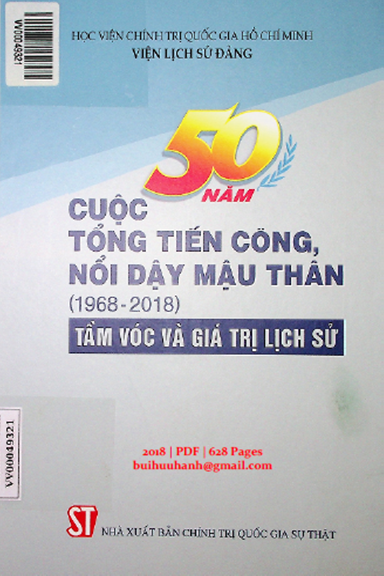 VV00049321
HỌC VIỆN CHÍNH TRỊ QUỐC GIA HỒ CHÍ MINH
VIỆN LỊCH SỬ ĐẢNG
50
NĂM
CUỘC
TỔNG TIẾN CÔNG,
NỔI DẬY MẬU THÂN
(1968-2018)
TẦM VÓC VÀ GIÁ TRỊ LỊCH SỬ
2018 | PDF | 628 Pages
buihuuhanh@gmail.com
VV00049321
ST
NHÀ XUẤT BẢN CHÍNH TRỊ QUỐC GIA SỰ THẬT